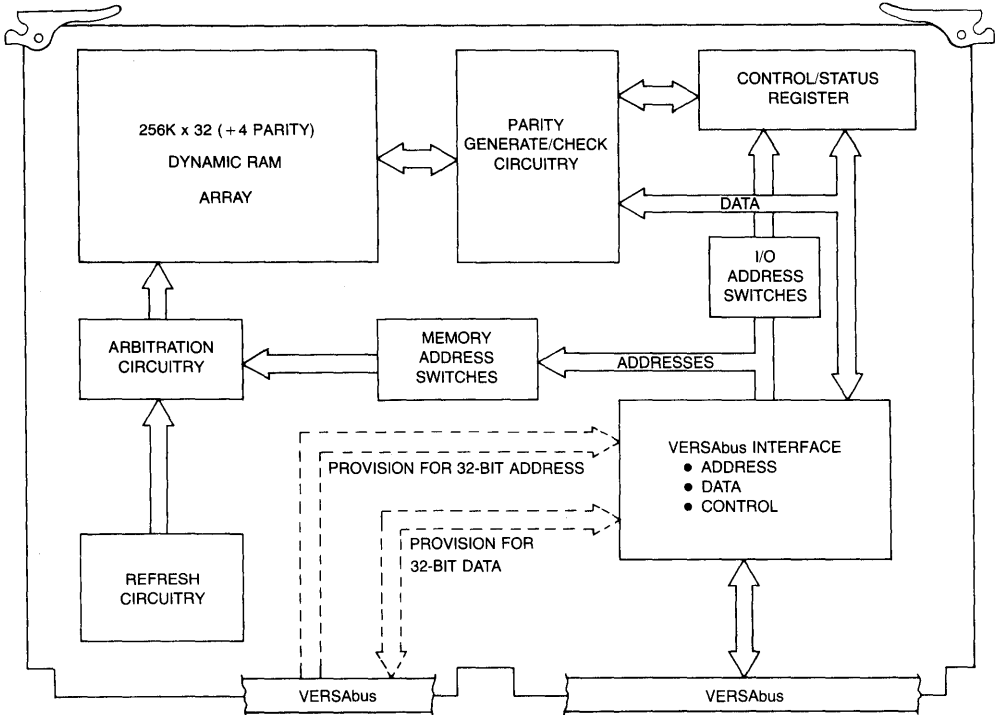 256K x 32 (+4 PARITY)
DYNAMIC RAM
ARRAY
PARITY
GENERATE/CHECK
CIRCUITRY
CONTROL/STATUS
REGISTER
DATA
I/O
ADDRESS
SWITCHES
ARBITRATION
CIRCUITRY
MEMORY
ADDRESS
SWITCHES
ADDRESSES
VERSAbus INTERFACE
● ADDRESS
● DATA
● CONTROL
PROVISION FOR 32-BIT ADDRESS
PROVISION FOR
32-BIT DATA
REFRESH
CIRCUITRY
VERSAbus
VERSAbus